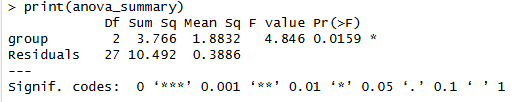 > print(anova_summary)
Df Sum Sq Mean Sq F value Pr(>F)
group 2 3.766 1.8832 4.846 0.0159 *
Residuals 27 10.492 0.3886
---
Signif. codes: 0 ‘***’ 0.001 ‘**’ 0.01 ‘*’ 0.05 ‘.’ 0.1 ‘ ’ 1